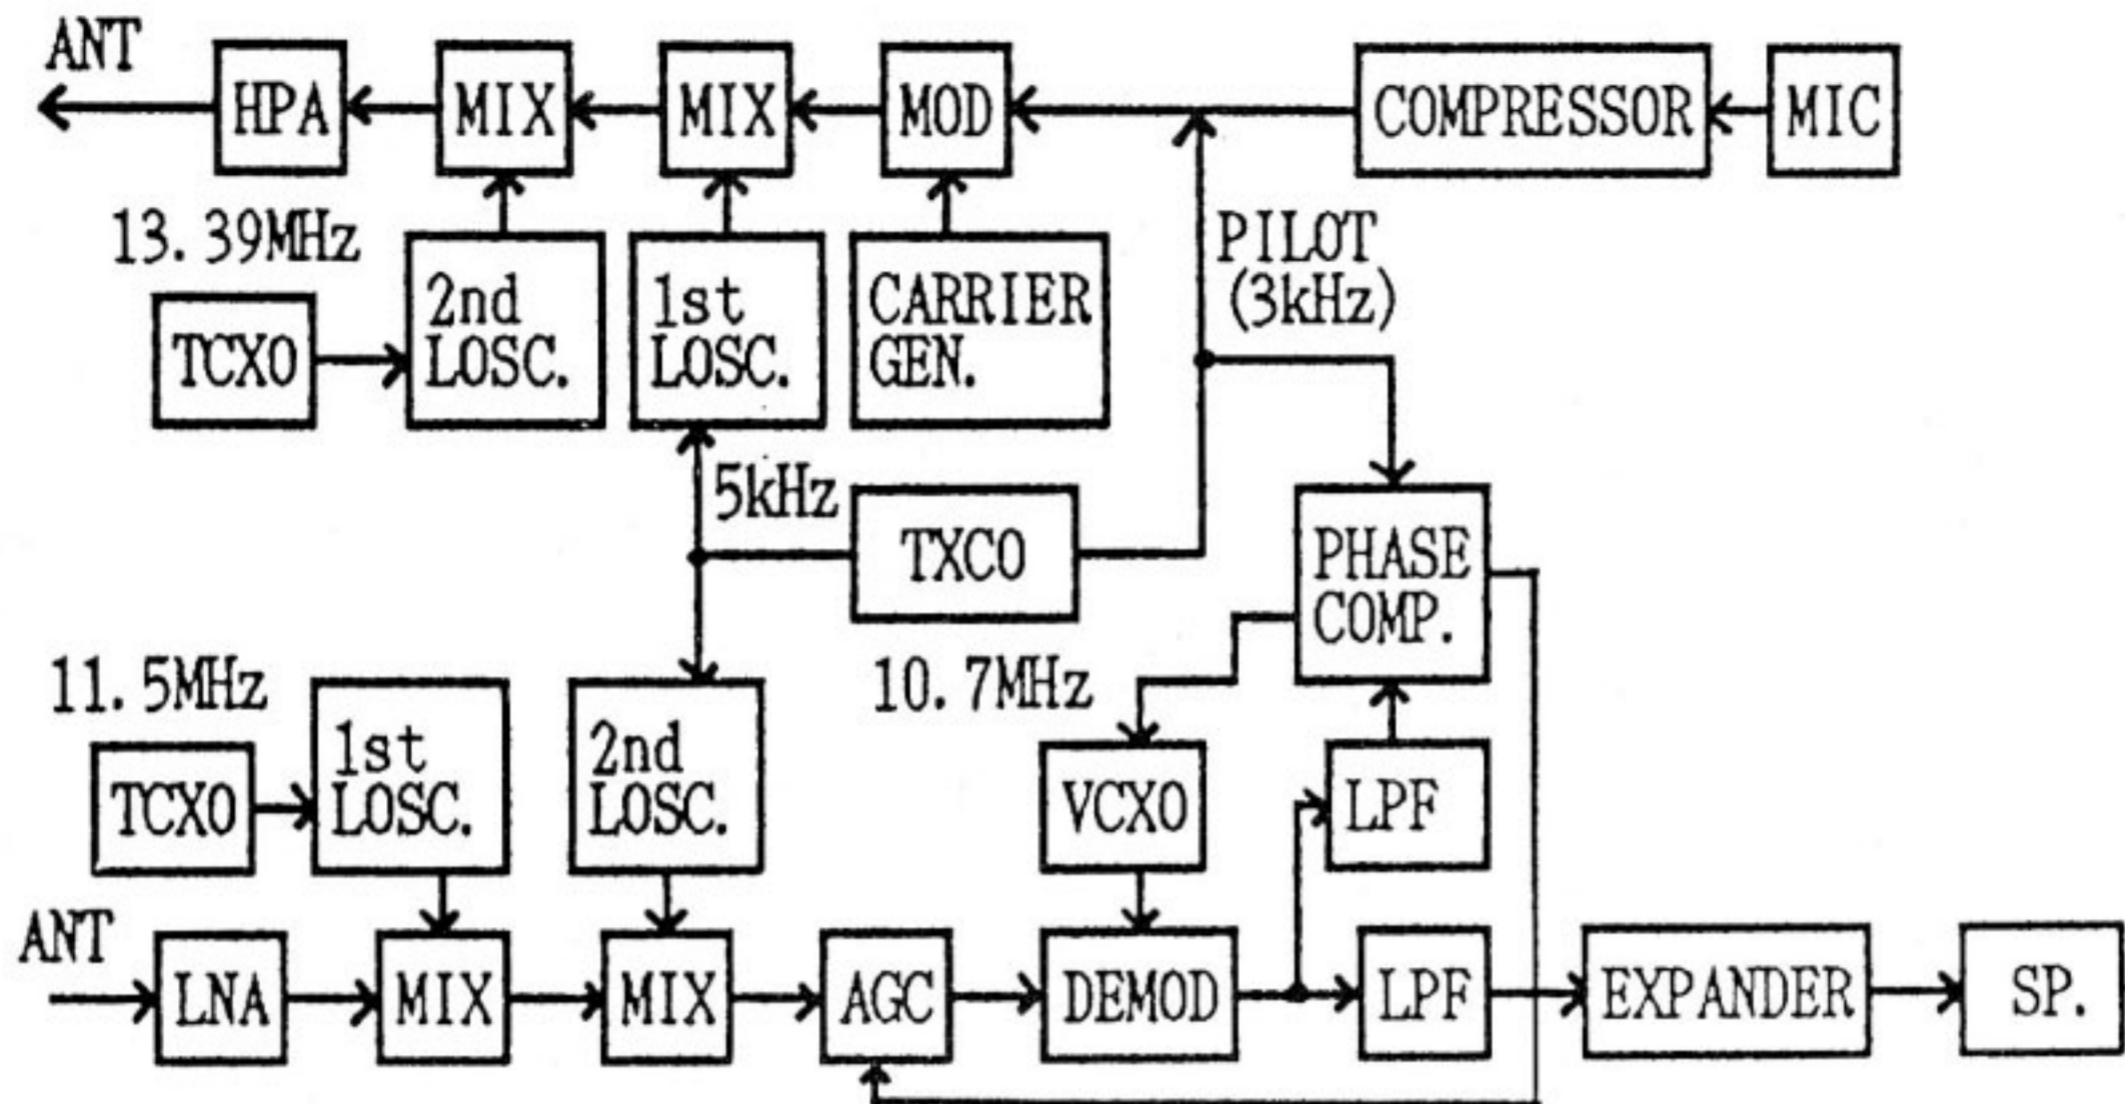 ANT
HPA
MIX
MIX
MOD
COMPRESSOR
MIC
13.39MHz
TCXO
2nd
LOSC.
1st
LOSC.
CARRIER
GEN.
PILOT
(3kHz)
5kHz
TXCO
PHASE
COMP.
11.5MHz
TCXO
1st
LOSC.
2nd
LOSC.
10.7MHz
VCXO
LPF
ANT
LNA
MIX
MIX
AGC
DEMOD
LPF
EXPANDER
SP.